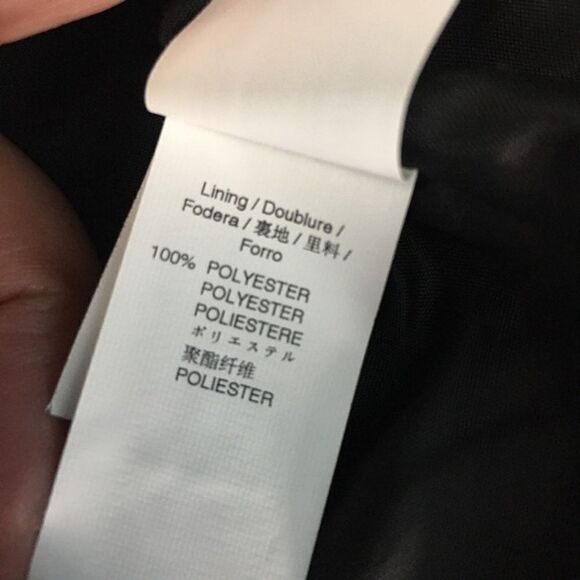 Lining / Doublure /
Fodera / 裏地 / 里料 /
Forro
100% POLYESTER
POLYESTER
POLIESTERE
ポリエステル
聚酯纤维
POLIESTER